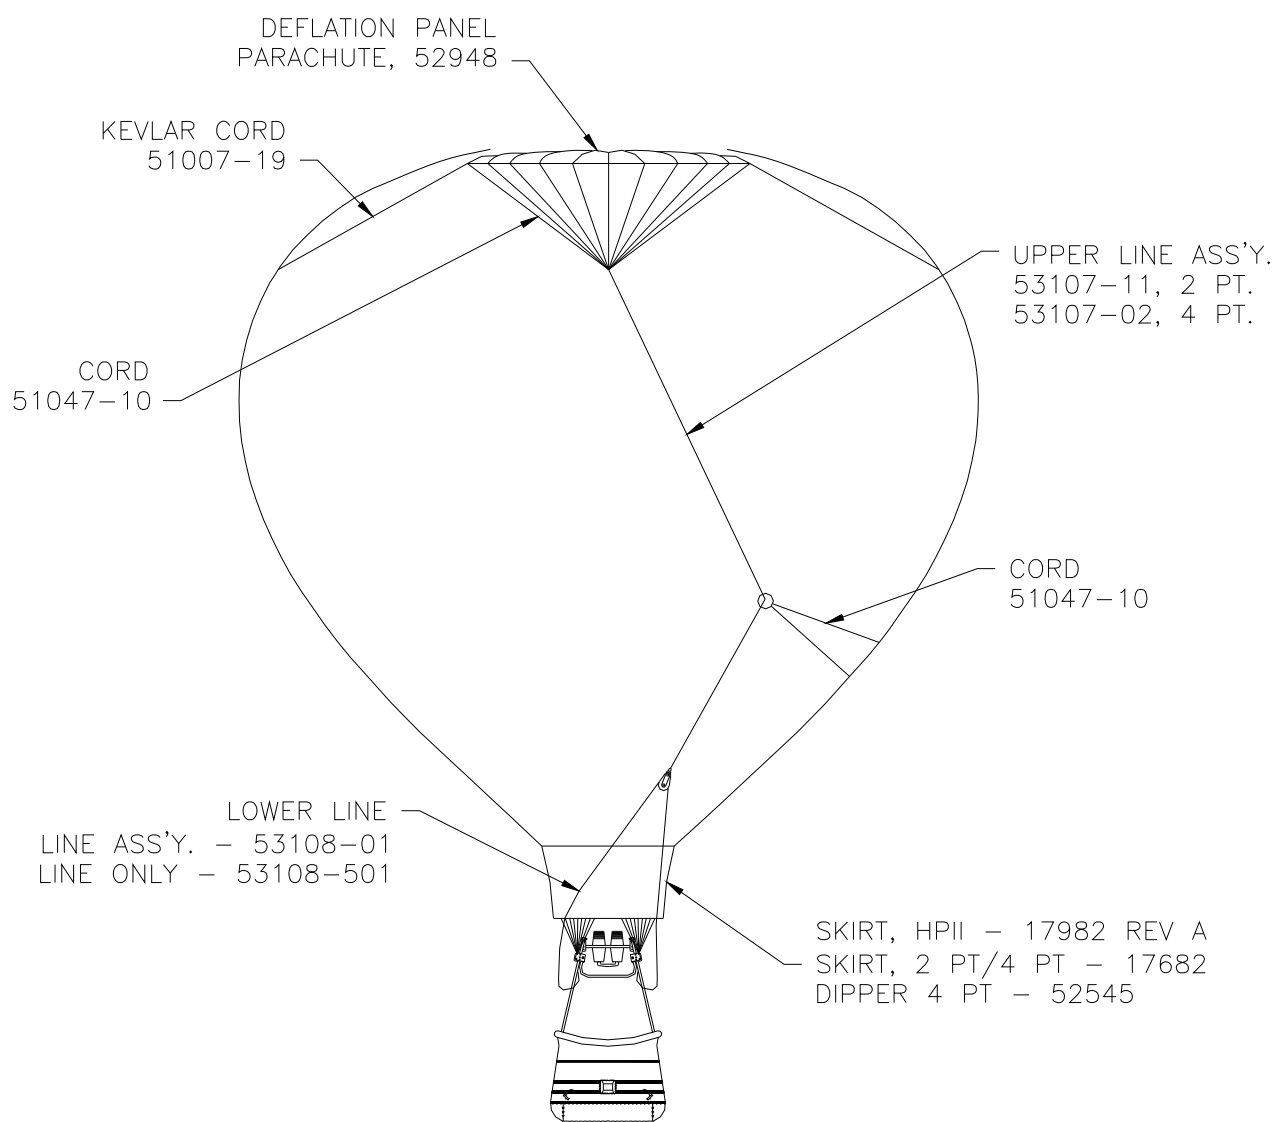 DEFLATION PANEL
PARACHUTE, 52948
KEVLAR CORD
51007-19
UPPER LINE ASS'Y.
53107-11, 2 PT.
53107-02, 4 PT.
CORD
51047-10
CORD
51047-10
LOWER LINE
LINE ASS'Y. - 53108-01
LINE ONLY - 53108-501
SKIRT, HPII - 17982 REV A
SKIRT, 2 PT/4 PT - 17682
DIPPER 4 PT - 52545